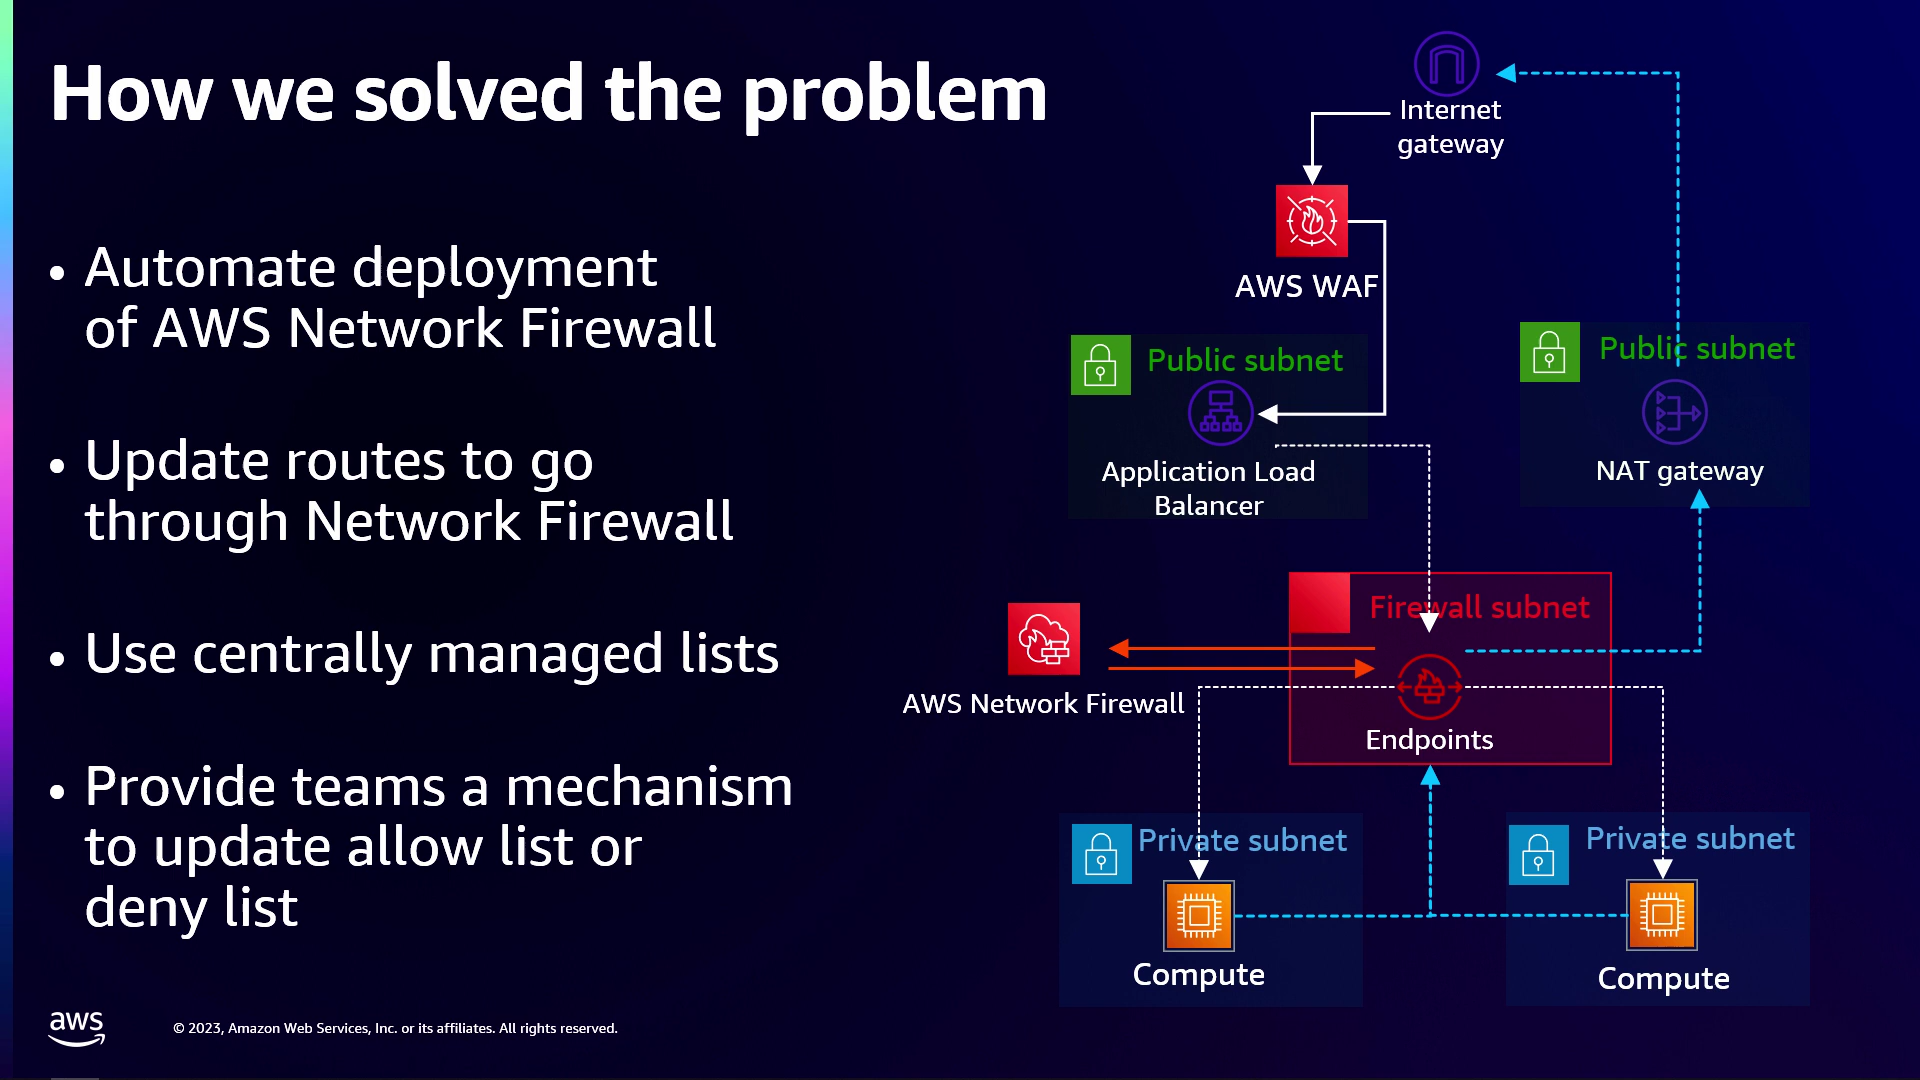 How we solved the problem
• Automate deployment
of AWS Network Firewall
• Update routes to go
through Network Firewall
• Use centrally managed lists
• Provide teams a mechanism
to update allow list or
deny list
Internet
gateway
AWS WAF
Public subnet
Application Load
Balancer
Public subnet
NAT gateway
Firewall subnet
AWS Network Firewall
Endpoints
Private subnet
Compute
Private subnet
Compute
aws
© 2023, Amazon Web Services, Inc. or its affiliates. All rights reserved.